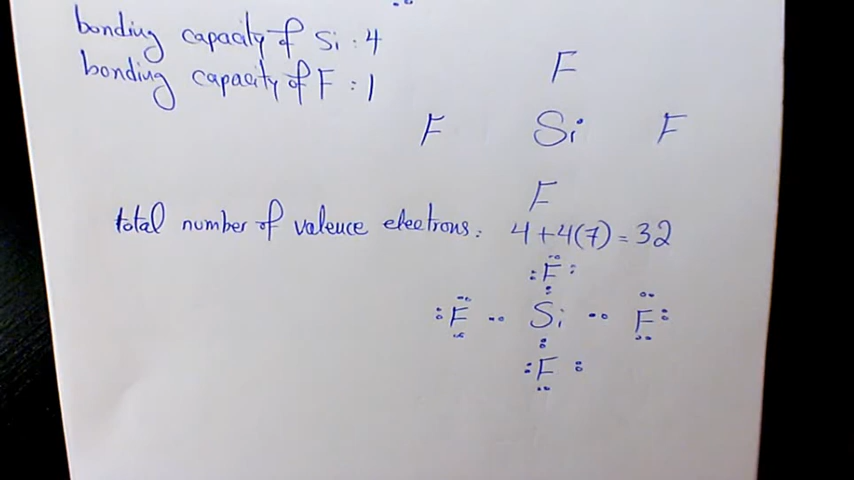 bonding capacity of Si : 4
bonding capacity of F : 1
F
F Si F
F
total number of valence electrons: 4+4(7)=32
:F:
:F ·· Si ·· F:
:F: